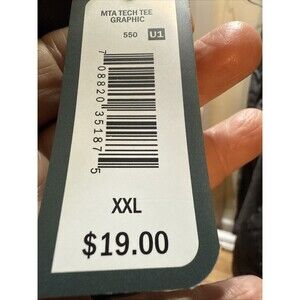 MTA TECH TEE
GRAPHIC
550 U1
7 08820 35187 5
XXL
$19.00